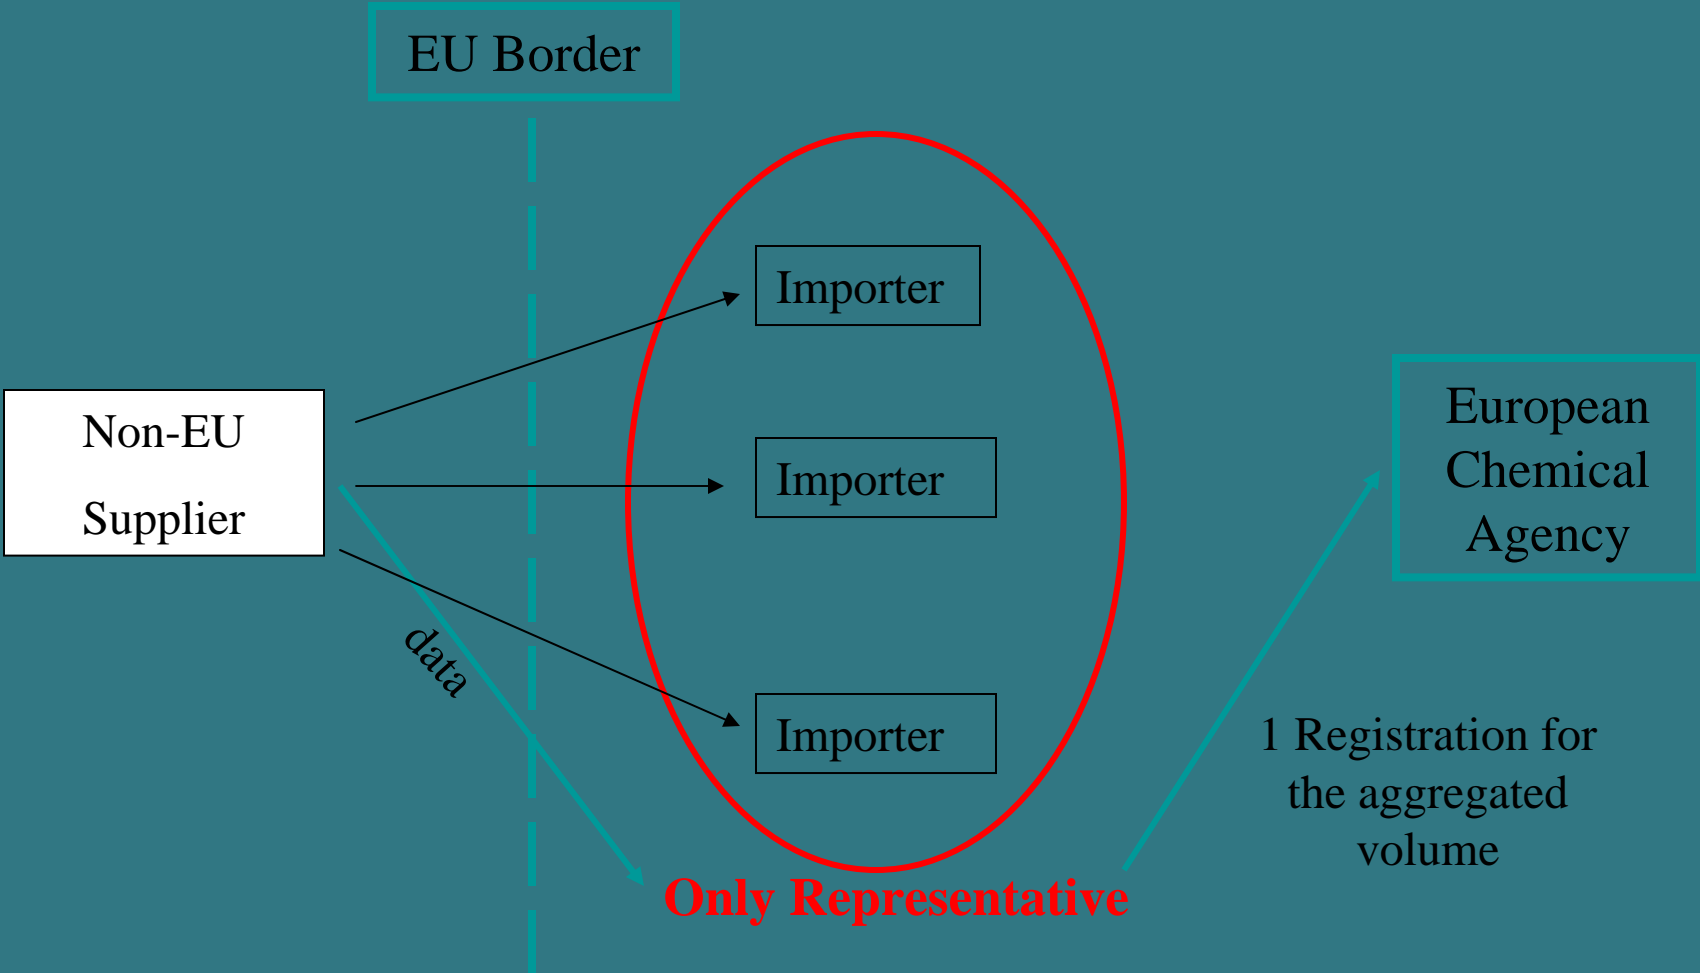 EU Border
Importer
Non-EU
Supplier
Importer
European
Chemical
Agency
data
Importer
1 Registration for
the aggregated
volume
Only Representative